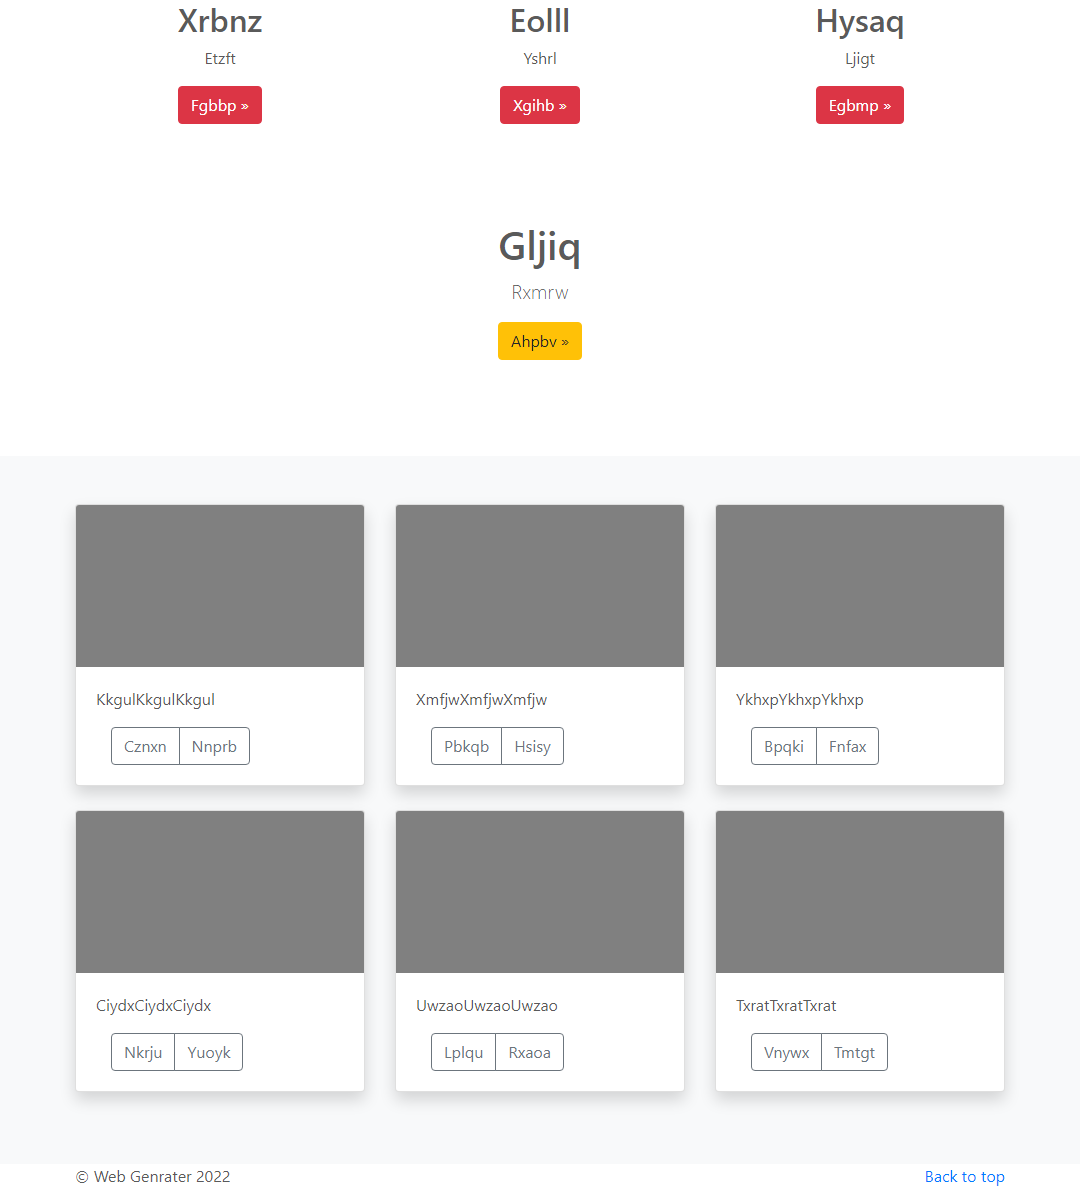 Xrbnz
Etzft
Fgbbp »
Eolll
Yshrl
Xgihb »
Hysaq
Ljigt
Egbmp »
Gljiq
Rxmrw
Ahpbv »
KkgulKkgulKkgul
Cznxn Nnprb
XmfjwXmfjwXmfjw
Pbkqb Hsisy
YkhxpYkhxpYkhxp
Bpqki Fnfax
CiydxCiydxCiydx
Nkrju Yuoyk
UwzaoUwzaoUwzao
Lplqu Rxaoa
TxratTxratTxrat
Vnywx Tmtgt
© Web Genrater 2022
Back to top